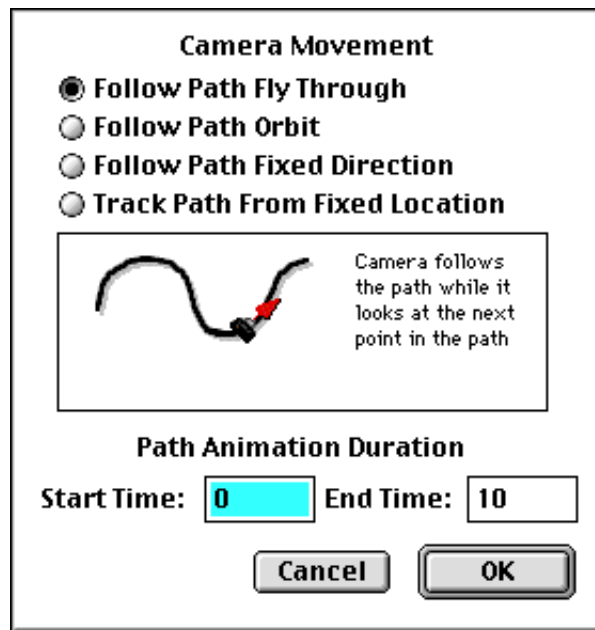 Camera Movement
Follow Path Fly Through
Follow Path Orbit
Follow Path Fixed Direction
Track Path From Fixed Location
Camera follows
the path while it
looks at the next
point in the path
Path Animation Duration
Start Time: 0 End Time: 10
Cancel OK